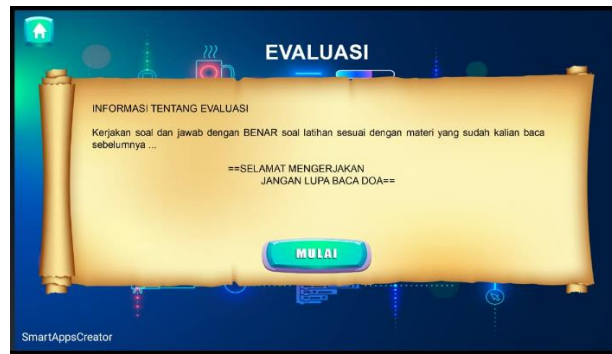 EVALUASI
INFORMASI TENTANG EVALUASI
Kerjakan soal dan jawab dengan BENAR soal latihan sesuai dengan materi yang sudah kalian baca
sebelumnya ...
==SELAMAT MENGERJAKAN
JANGAN LUPA BACA DOA==
MULAI
SmartAppsCreator